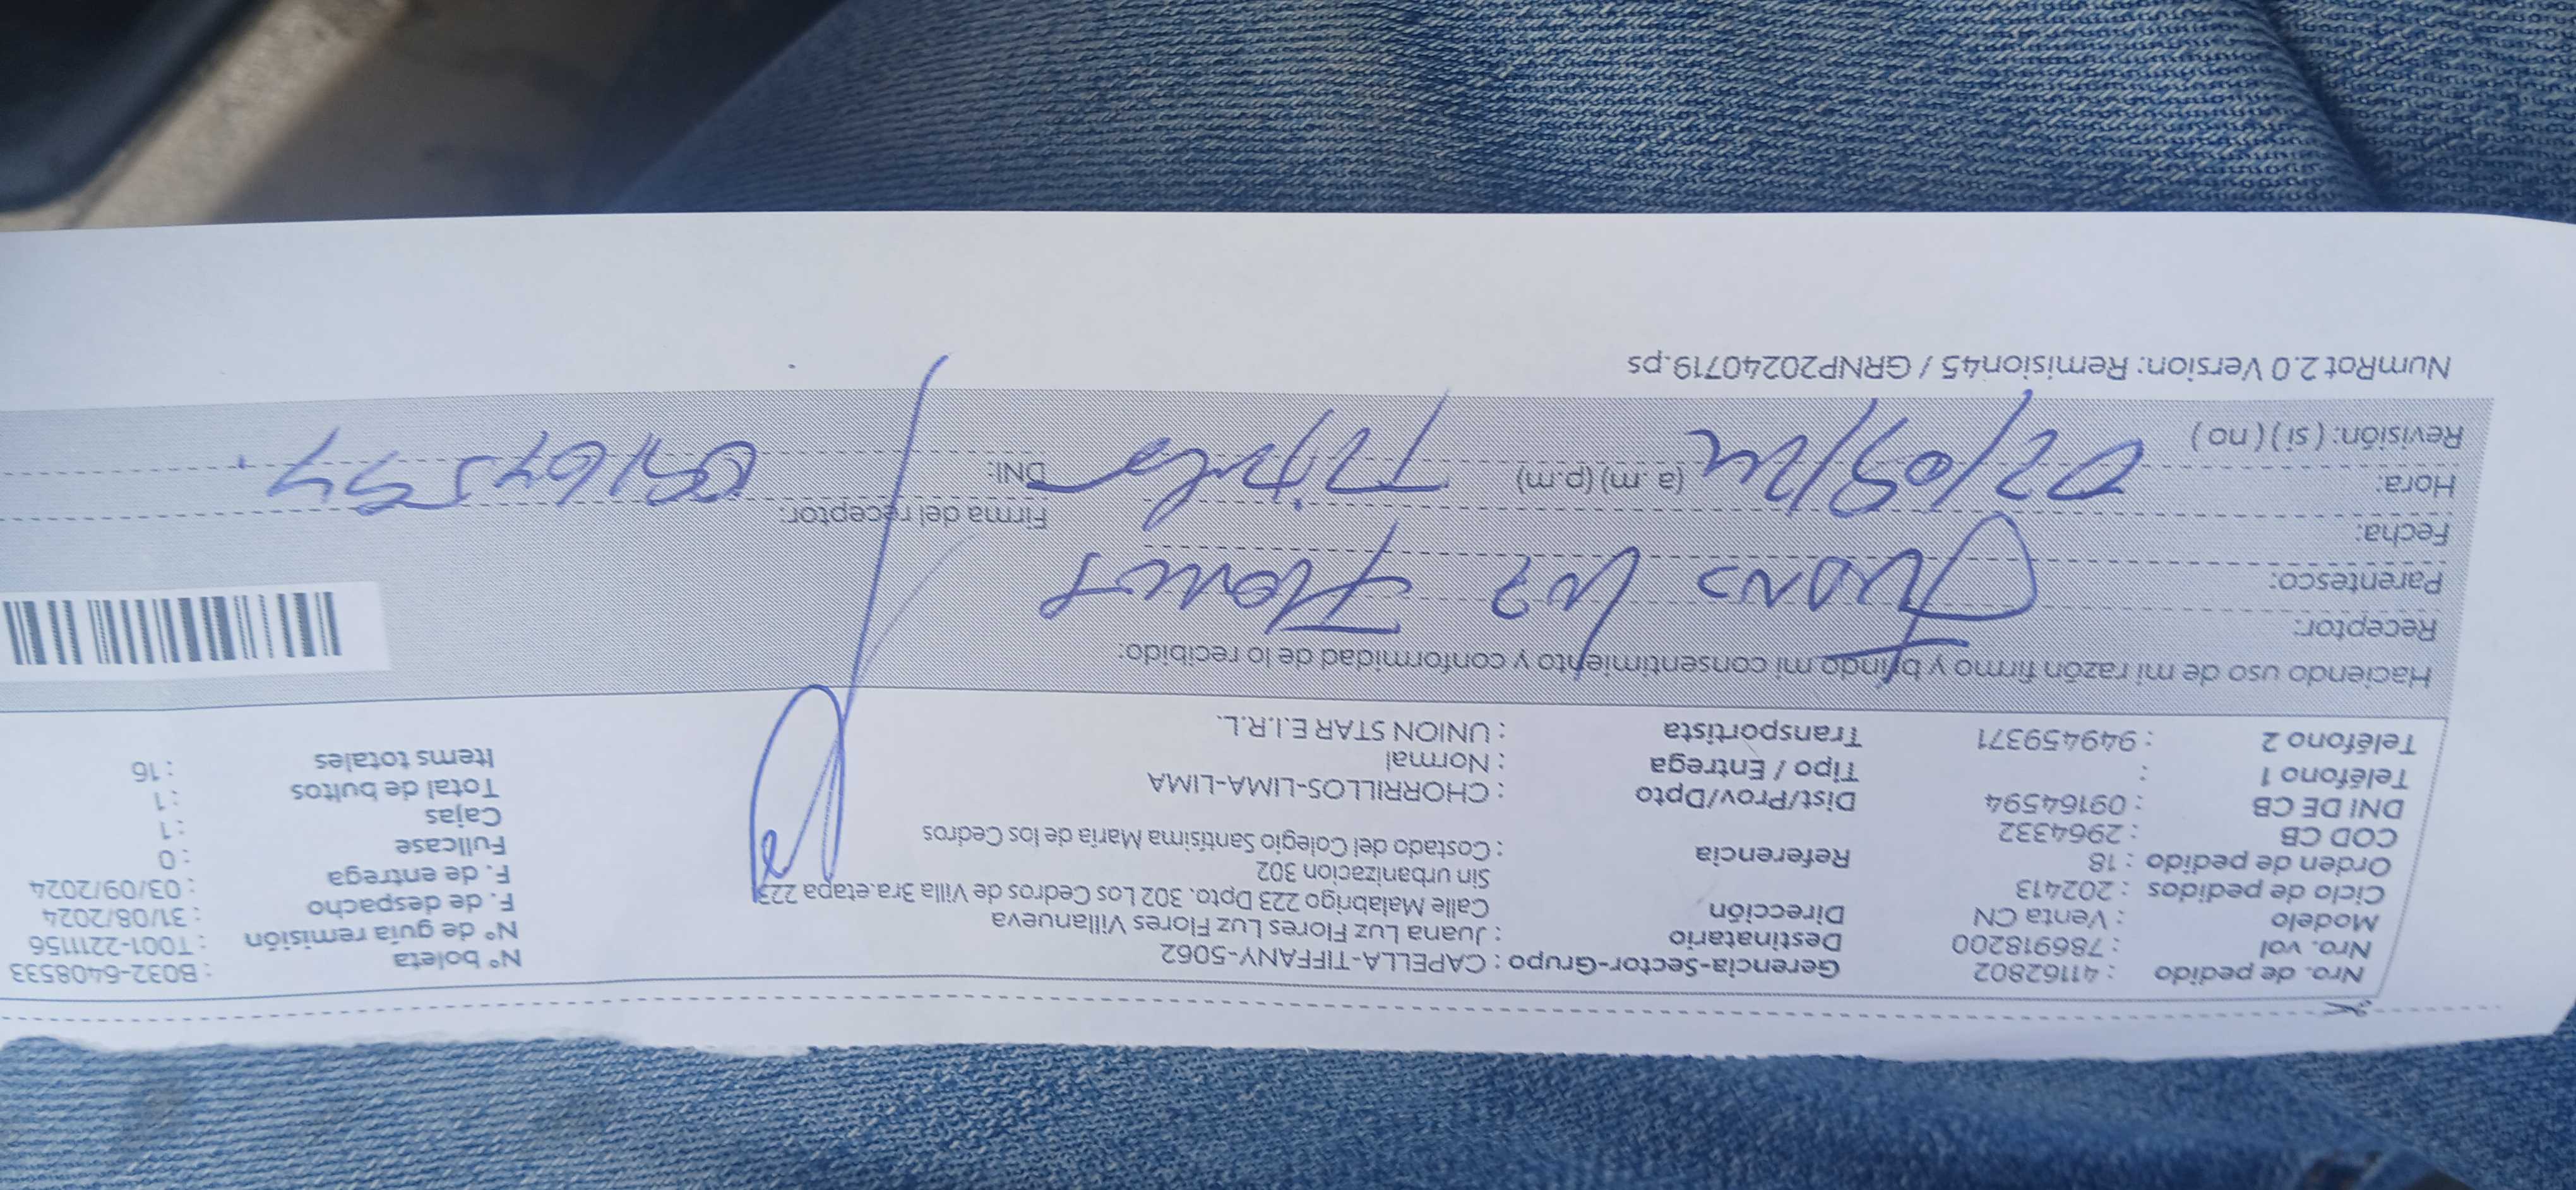 Nro. de pedido : 41162802 Gerencia-Sector-Grupo : CAPELLA-TIFFANY-5062 N° boleta : B032-6408533
Nro. vol : 786918200 Destinatario : Juana Luz Flores Luz Flores Villanueva N° de guía remisión : T001-2211156
Modelo : Venta CN Dirección Calle Malabrigo 223 Dpto. 302 Los Cedros de Villa 3ra.etapa 223 F. de despacho : 31/08/2024
Ciclo de pedidos : 202413 Sin urbanizacion 302 F. de entrega : 03/09/2024
Orden de pedido : 18 Referencia : Costado del Colegio Santísima María de los Cedros Fullcase : 0
COD CB : 2964332 Cajas : 1
DNI DE CB : 09164594 Dist/Prov/Dpto : CHORRILLOS-LIMA-LIMA Total de bultos : 1
Teléfono 1 : Tipo / Entrega : Normal Items totales : 16
Teléfono 2 : 949459371 Transportista : UNION STAR E.I.R.L.
Haciendo uso de mi razón firmo y brindo mi consentimiento y conformidad de lo recibido:
Receptor:
Parentesco: Juana Luz Flores
Fecha: Firma del receptor:
Hora: 02/09/24 (a.m) (p.m) Titular DNI:
Revisión: ( si ) ( no )
NumRot 2.0 Version: Remision45 / GRNP20240719.ps